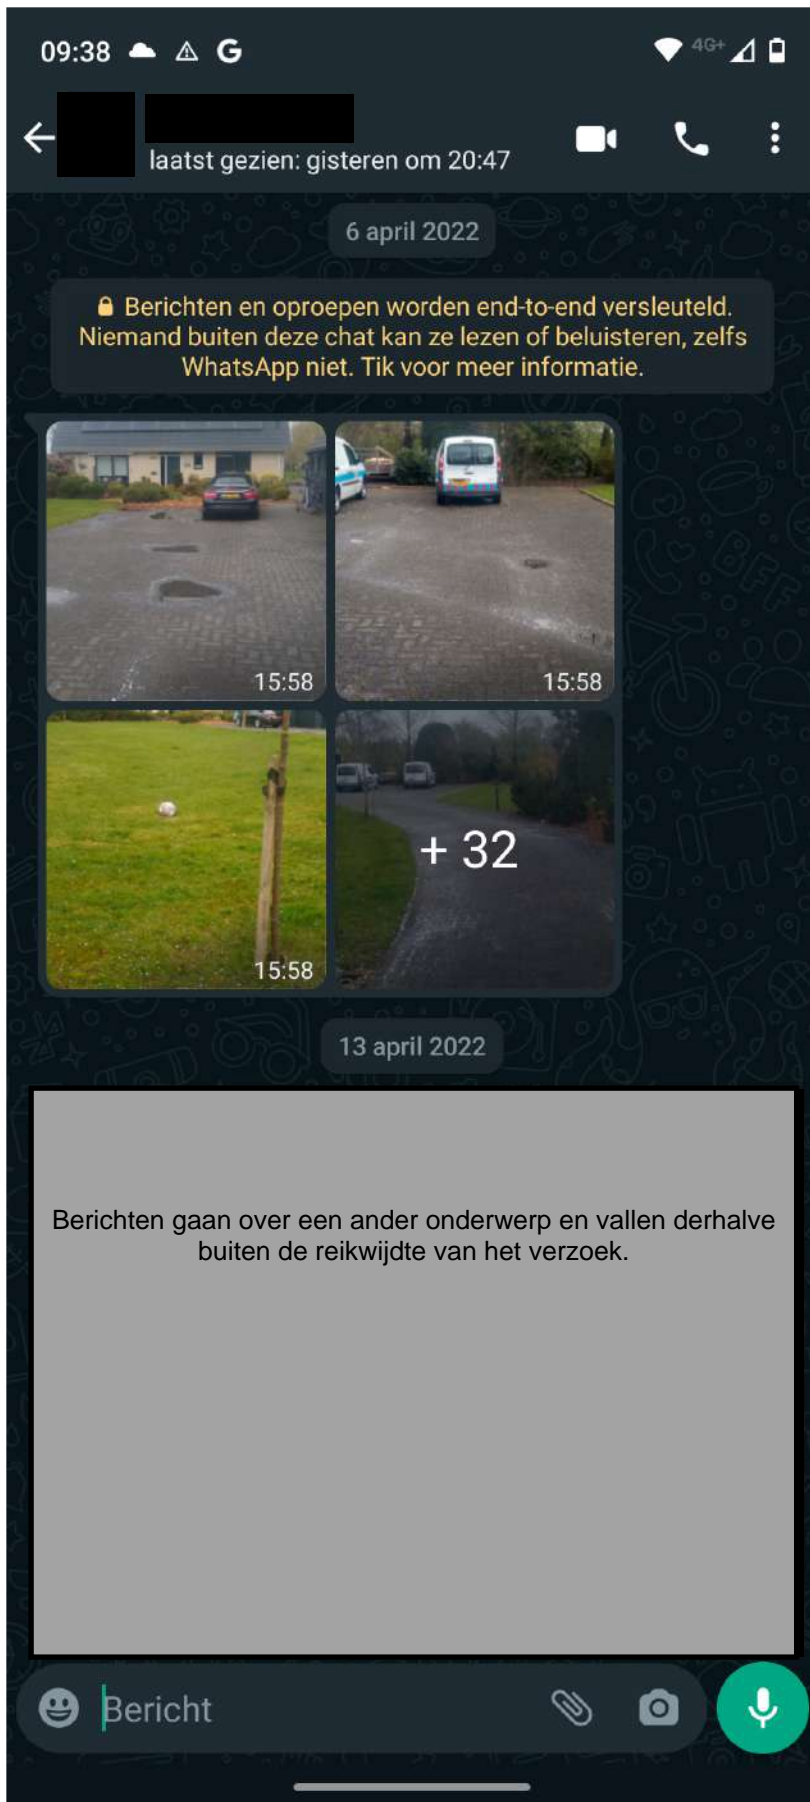 09:38 G 4G+
laatst gezien: gisteren om 20:47
6 april 2022
Berichten en oproepen worden end-to-end versleuteld.
Niemand buiten deze chat kan ze lezen of beluisteren, zelfs
WhatsApp niet. Tik voor meer informatie.
15:58 15:58
15:58 + 32
13 april 2022
Berichten gaan over een ander onderwerp en vallen derhalve
buiten de reikwijdte van het verzoek.
Bericht